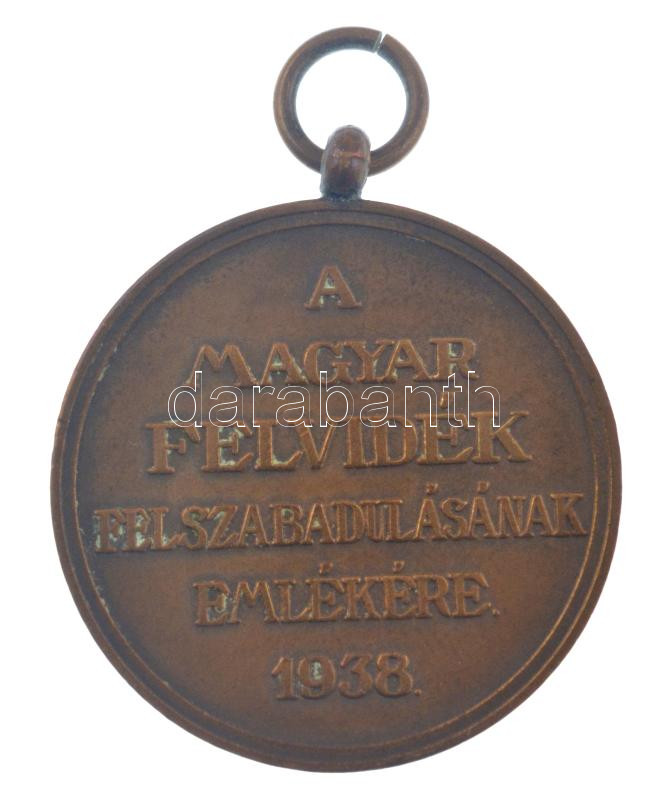 A
MAGYAR
darabanth
FELVIDÉK
FELSZABADULÁSÁNAK
EMLÉKÉRE.
1938.